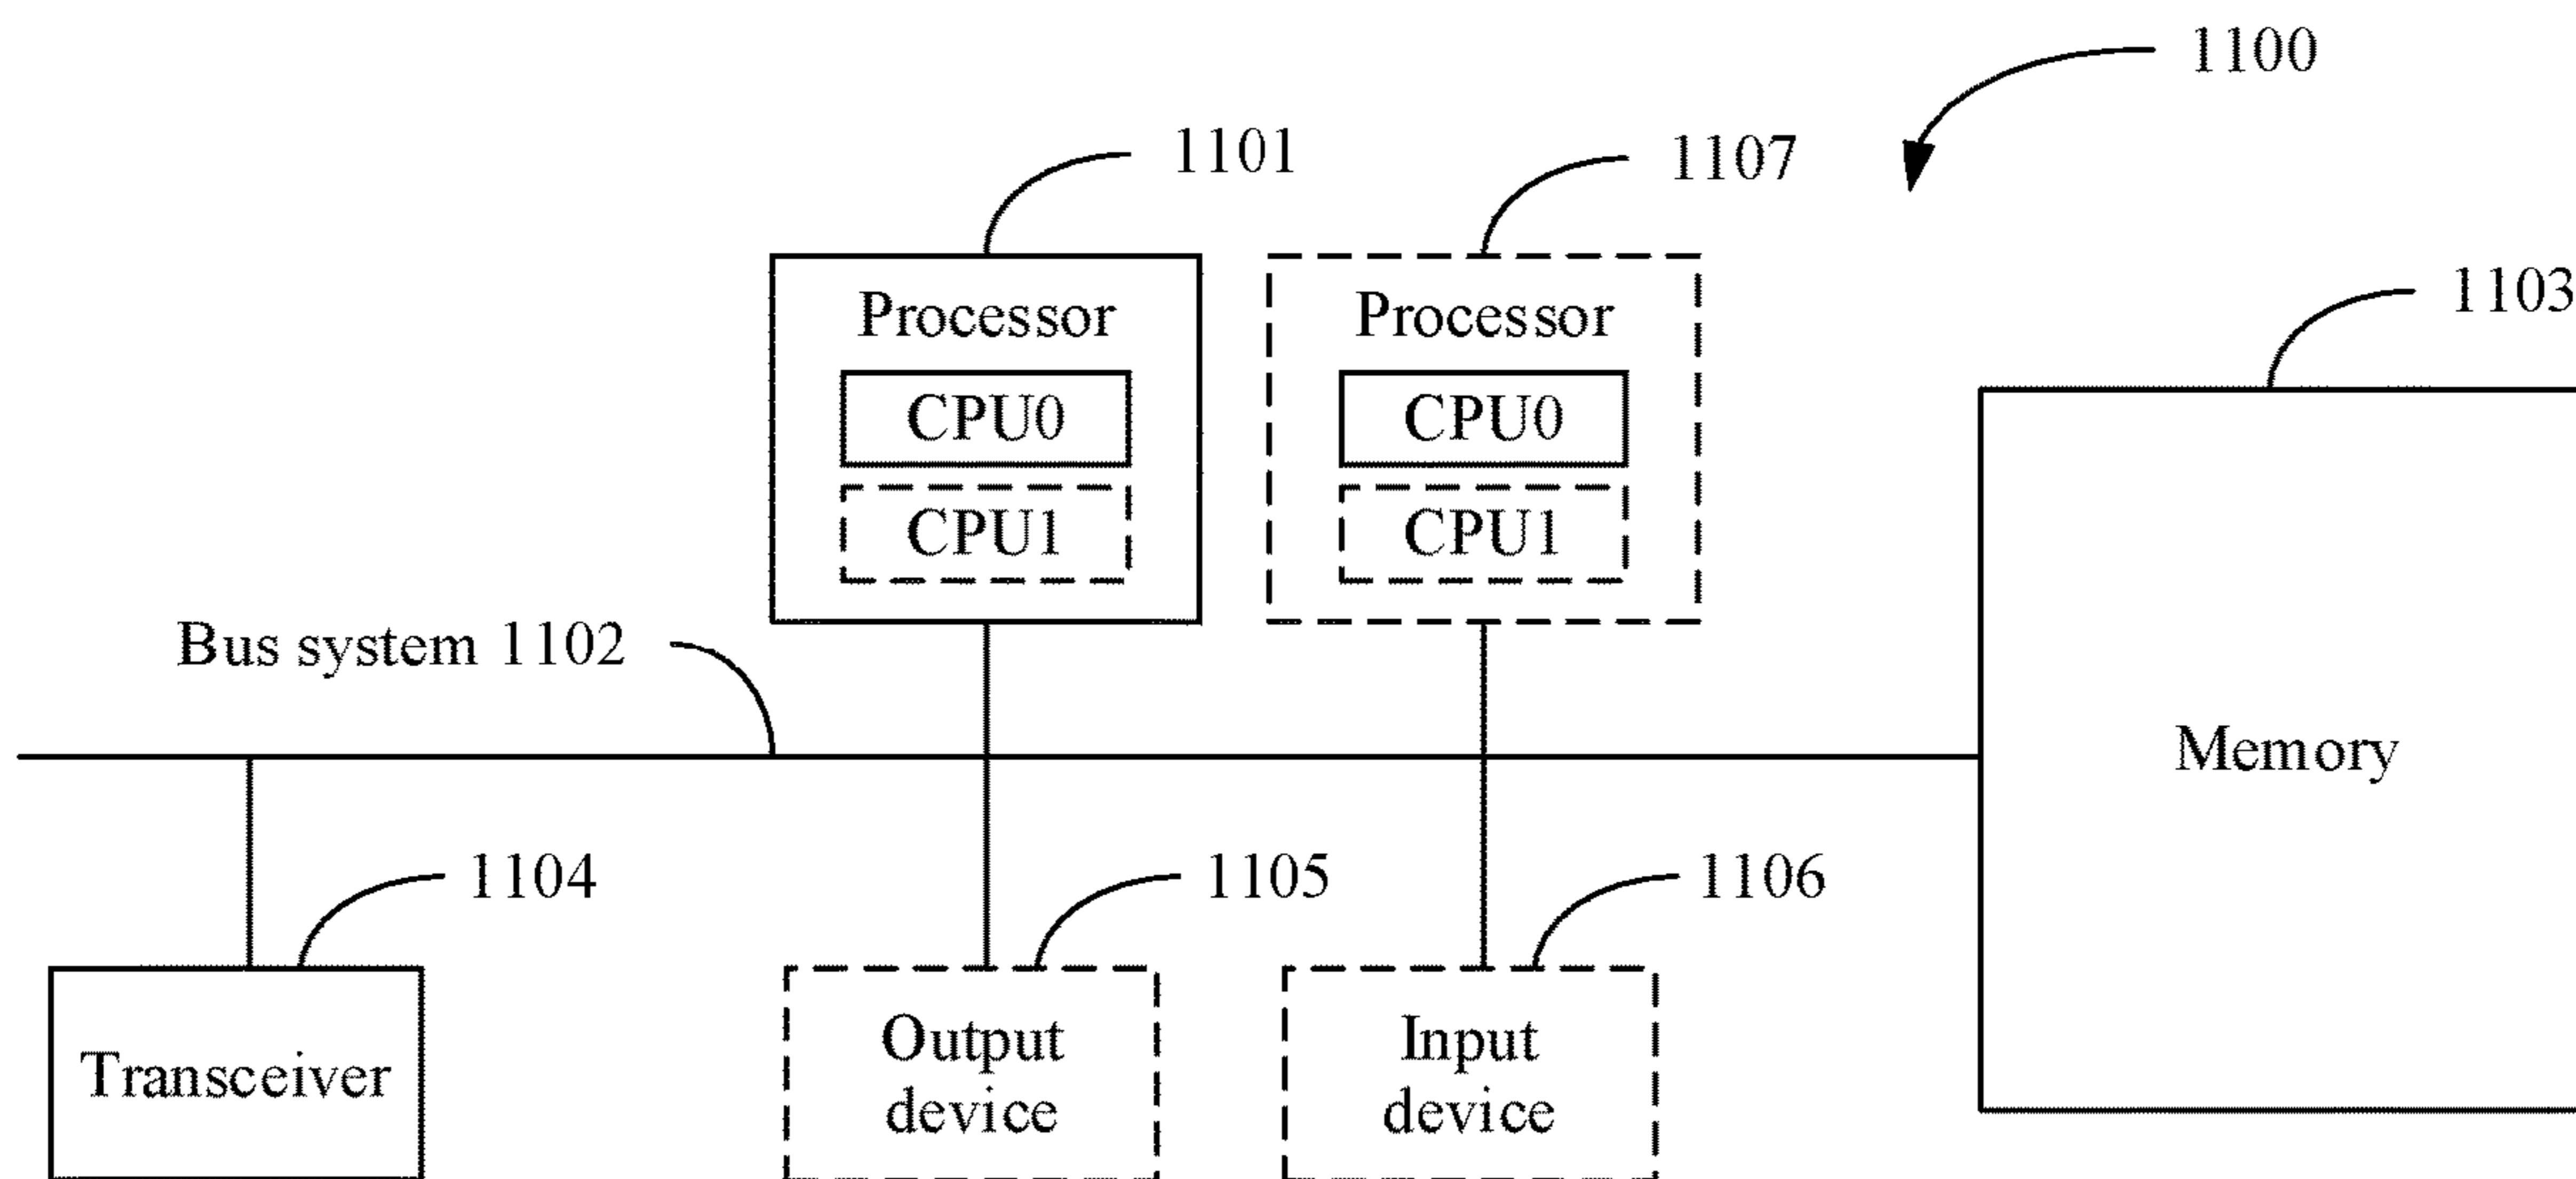 1100
1101
1107
1103
Processor
Processor
CPU0
CPU0
CPU1
CPU1
Bus system 1102
Memory
1104
1105
1106
Transceiver
Output
device
Input
device